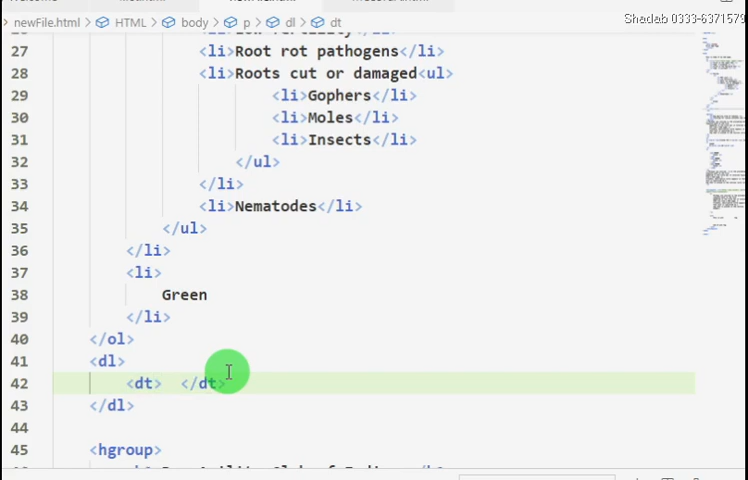 newFile.html > HTML > body > p > dl > dt
Shadab 0333-6371579
27 <li>Root rot pathogens</li>
28 <li>Roots cut or damaged<ul>
29 <li>Gophers</li>
30 <li>Moles</li>
31 <li>Insects</li>
32 </ul>
33 </li>
34 <li>Nematodes</li>
35 </ul>
36 </li>
37 <li>
38 Green
39 </li>
40 </ol>
41 <dl>
42 <dt> </dt>
43 </dl>
44
45 <hgroup>